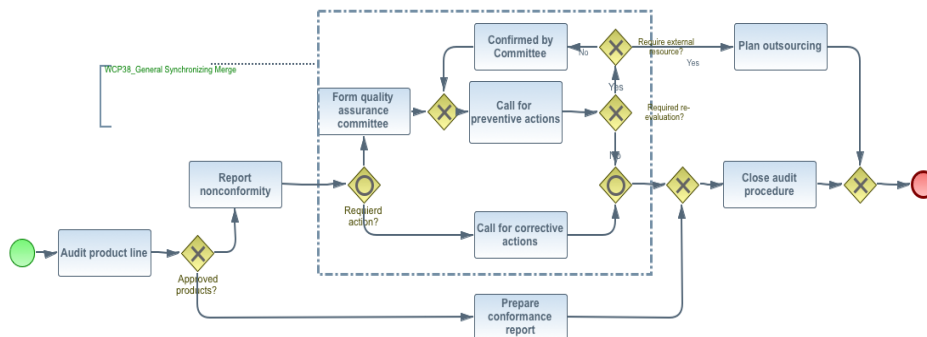 Confirmed by
Committee
No
Require external
resource?
Yes
Plan outsourcing
WCP38_General Synchronizing Merge
Form quality
assurance
committee
Call for
preventive actions
Yes
Required re-
evaluation?
No
Report
nonconformity
Close audit
procedure
Requierd
action?
Call for corrective
actions
Audit product line
Approved
products?
Prepare
conformance
report